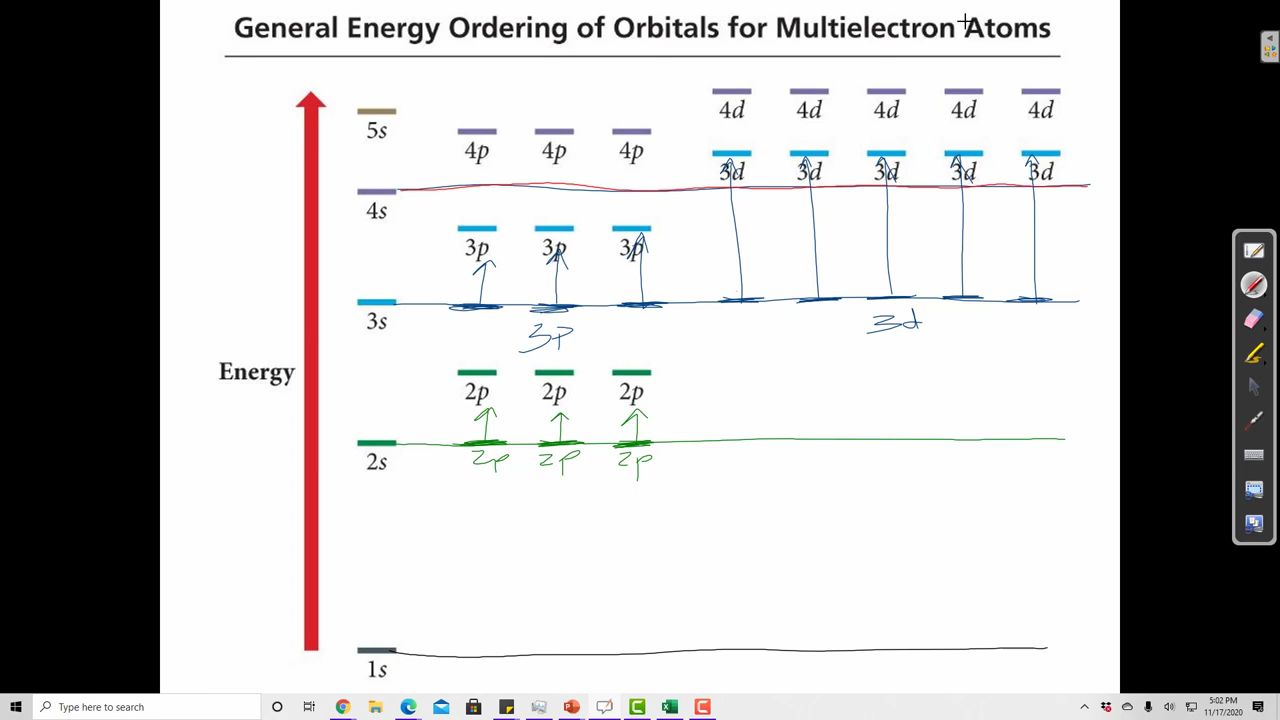 General Energy Ordering of Orbitals for Multielectron Atoms
4d 4d 4d 4d 4d
5s
4p 4p 4p
3d 3d 3d 3d 3d
4s
3p 3p 3p
3s
3p 3d
Energy
2p 2p 2p
2s
2p 2p 2p
1s
Type here to search
5:02 PM
11/17/2020